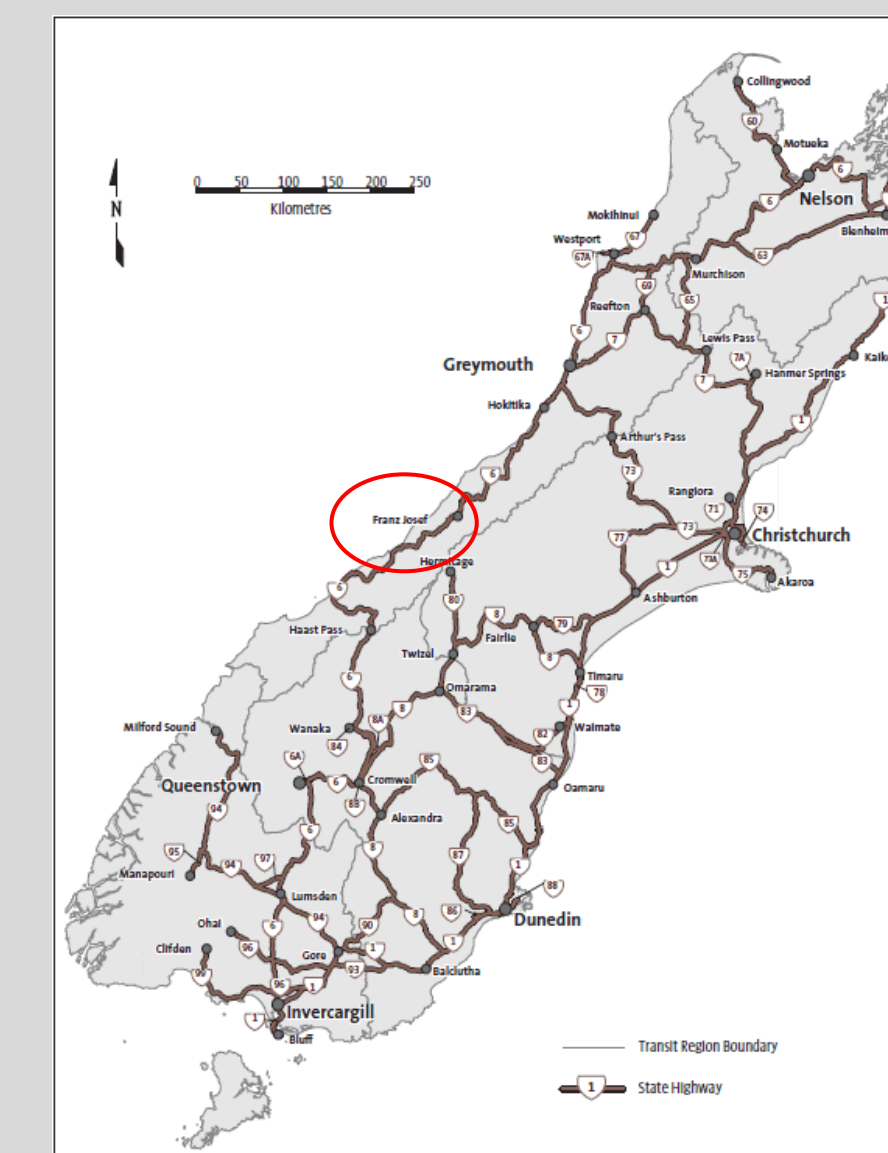 Collingwood
60
Motueka
0 50 100 150 200 250
Kilometres
N
6
Nelson
6
Mokihinui
67
Westport
67A
Blenheim
63
Murchison
69
65
1
Reefton
6
7
Lewis Pass
7A
Kaik
Greymouth
7
Hanmer Springs
Hokitika
1
Arthur's Pass
6
73
Rangiora
71
74
Franz Josef
73
77
Christchurch
73A
Hermitage
1
75
Akaroa
6
80
Ashburton
8
79
Haast Pass
Fairlie
Twizel
8
6
Timaru
Omarama
78
8
83
1
8A
Milford Sound
Wanaka
82
Waimate
84
6A
85
83
Queenstown
6
Cromwell
Oamaru
8B
94
Alexandra
6
85
8
95
87
97
94
1
Manapouri
88
Lumsden
86
94
8
Dunedin
Ohai
6
90
96
1
1
Clifden
Gore
93
Balclutha
99
96
1
Invercargill
1
Bluff
Transit Region Boundary
1 State Highway